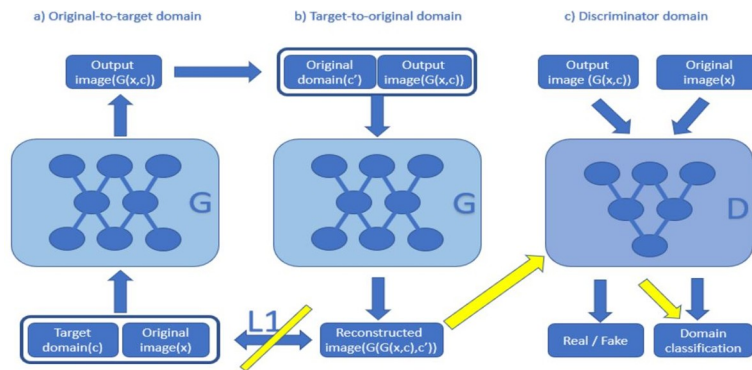 a) Original-to-target domain
b) Target-to-original domain
c) Discriminator domain
Output
image(G(x,c))
Original
domain(c')
Output
image(G(x,c))
Output
image (G(x,c))
Original
image(x)
G
G
D
Target
domain(c)
Original
image(x)
L1
Reconstructed
image(G(G(x,c),c'))
Real / Fake
Domain
classification